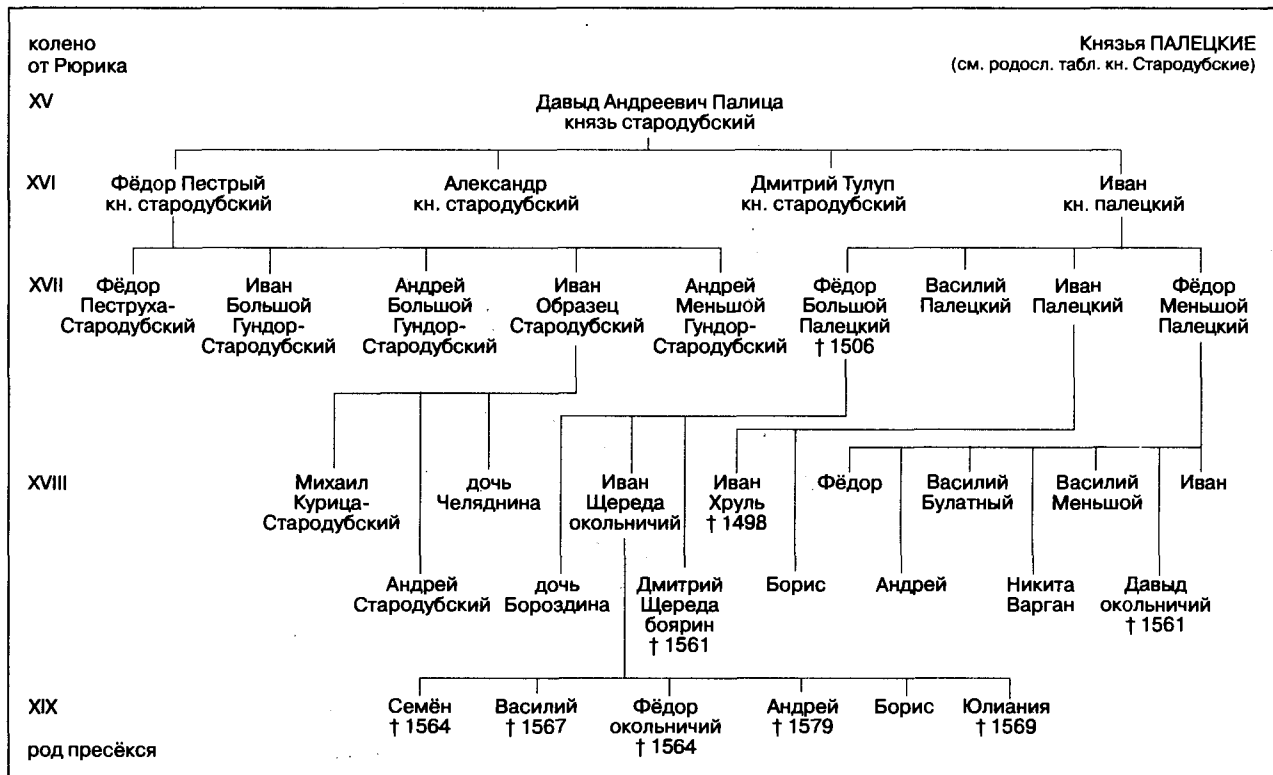 колено
от Рюрика
Князья ПАЛЕЦКИЕ
(см. родосл. табл. кн. Стародубские)
XV
Давыд Андреевич Палица
князь стародубский
XVI
Фёдор Пестрый
кн. стародубский
Александр
кн. стародубский
Дмитрий Тулуп
кн. стародубский
Иван
кн. палецкий
XVII
Фёдор
Пеструха-
Стародубский
Иван
Большой
Гундор-
Стародубский
Андрей
Большой
Гундор-
Стародубский
Иван
Образец
Стародубский
Андрей
Меньшой
Гундор-
Стародубский
Фёдор
Большой
Палецкий
† 1506
Василий
Палецкий
Иван
Палецкий
Фёдор
Меньшой
Палецкий
XVIII
Михаил
Курица-
Стародубский
дочь
Челяднина
Иван
Щереда
окольничий
Иван
Хруль
† 1498
Фёдор
Василий
Булатный
Василий
Меньшой
Иван
Андрей
Стародубский
дочь
Бороздина
Дмитрий
Щереда
боярин
† 1561
Борис
Андрей
Никита
Варган
Давыд
окольничий
† 1561
XIX
Семён
† 1564
Василий
† 1567
Фёдор
окольничий
† 1564
Андрей
† 1579
Борис
Юлиания
† 1569
род пресёкся